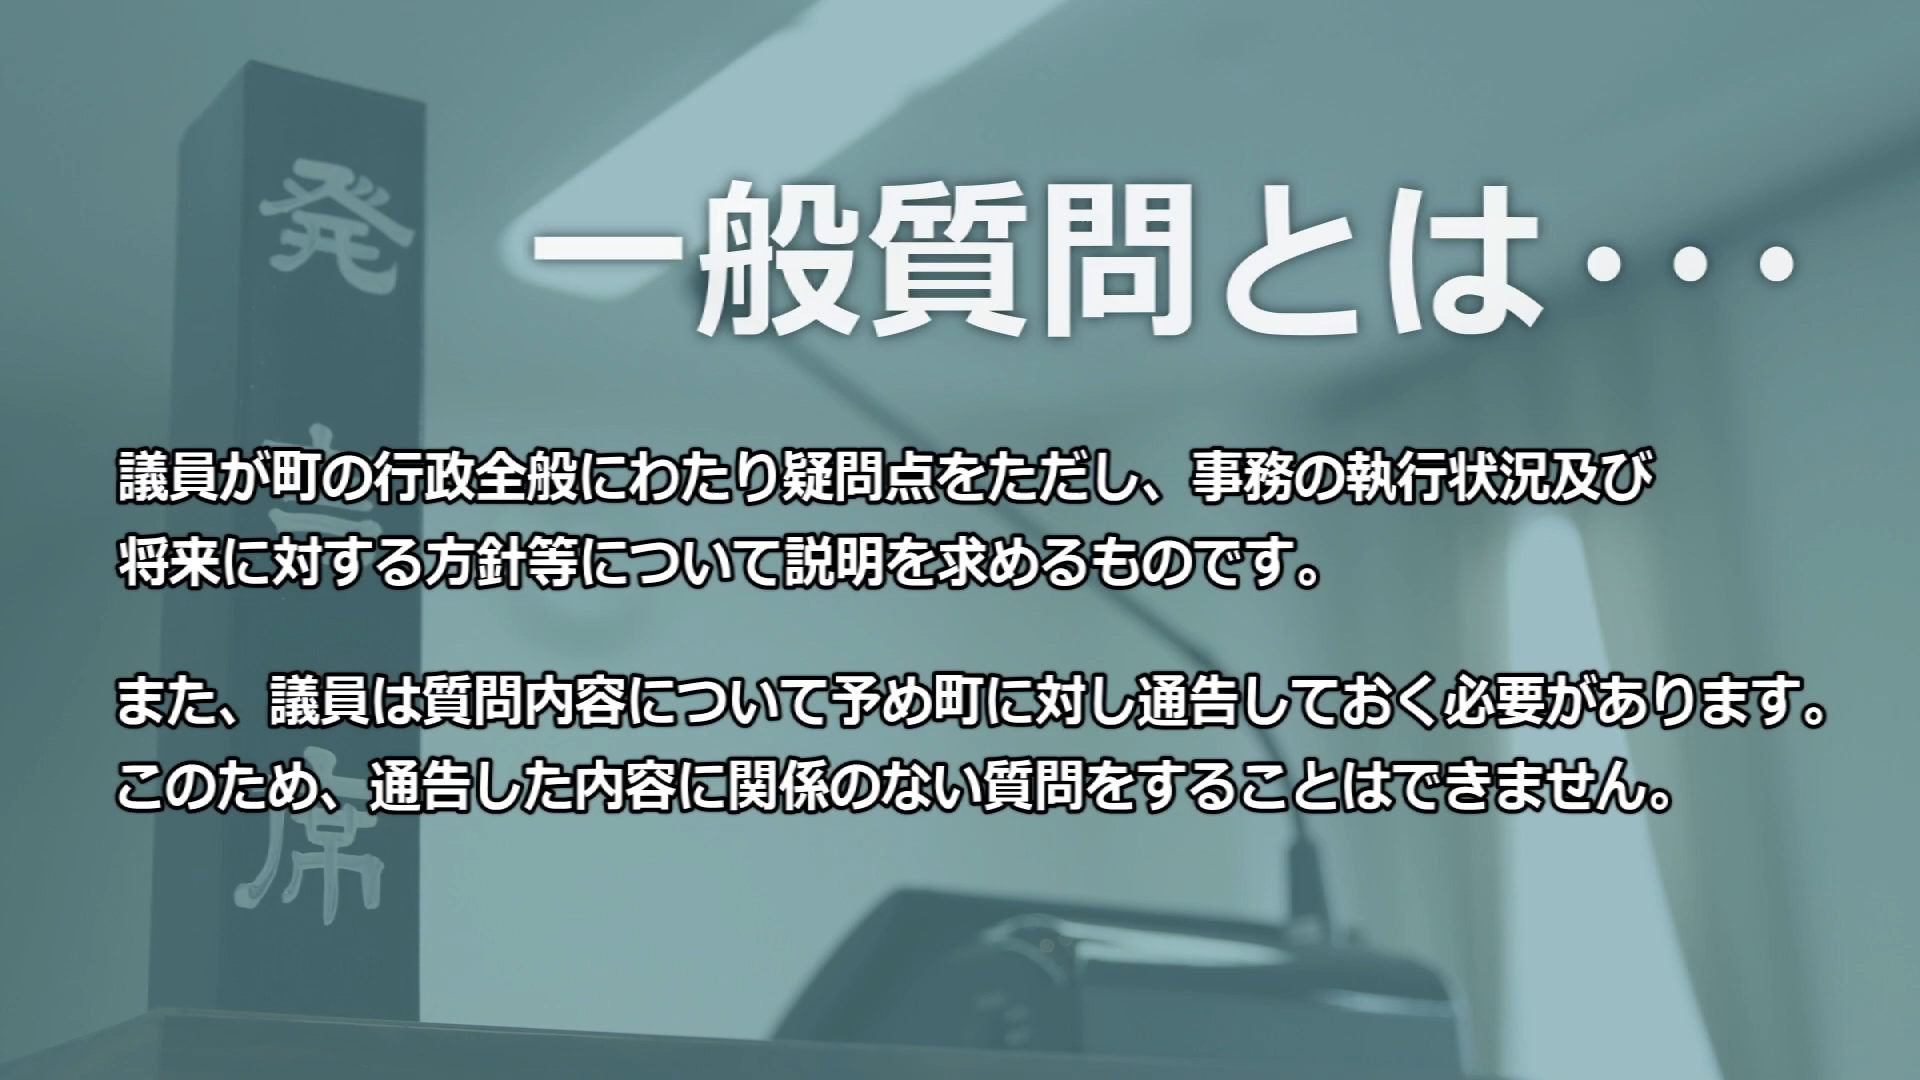 一般質問とは・・・
議員が町の行政全般にわたり疑問点をただし、事務の執行状況及び
将来に対する方針等について説明を求めるものです。
また、議員は質問内容について予め町に対し通告しておく必要があります。
このため、通告した内容に関係のない質問をすることはできません。
発言席